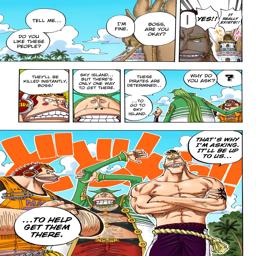 IT
REALLY
EXISTS!
YES!!
BOSS,
ARE YOU
OKAY?
I'M
FINE.
TELL
ME...
DO YOU
LIKE THESE
PEOPLE?
?
WHY DO
YOU ASK?
THESE
PIRATES ARE
DETERMINED...
TO
GO TO
SKY
ISLAND.
SKY
ISLAND...
BUT THERE'S
ONLY ONE WAY
TO GET THERE.
THEY'LL BE
KILLED
INSTANTLY,
BOSS!
THAT'S WHY
I'M ASKING.
IT'LL BE UP
TO US...
...TO HELP
GET THEM
THERE.